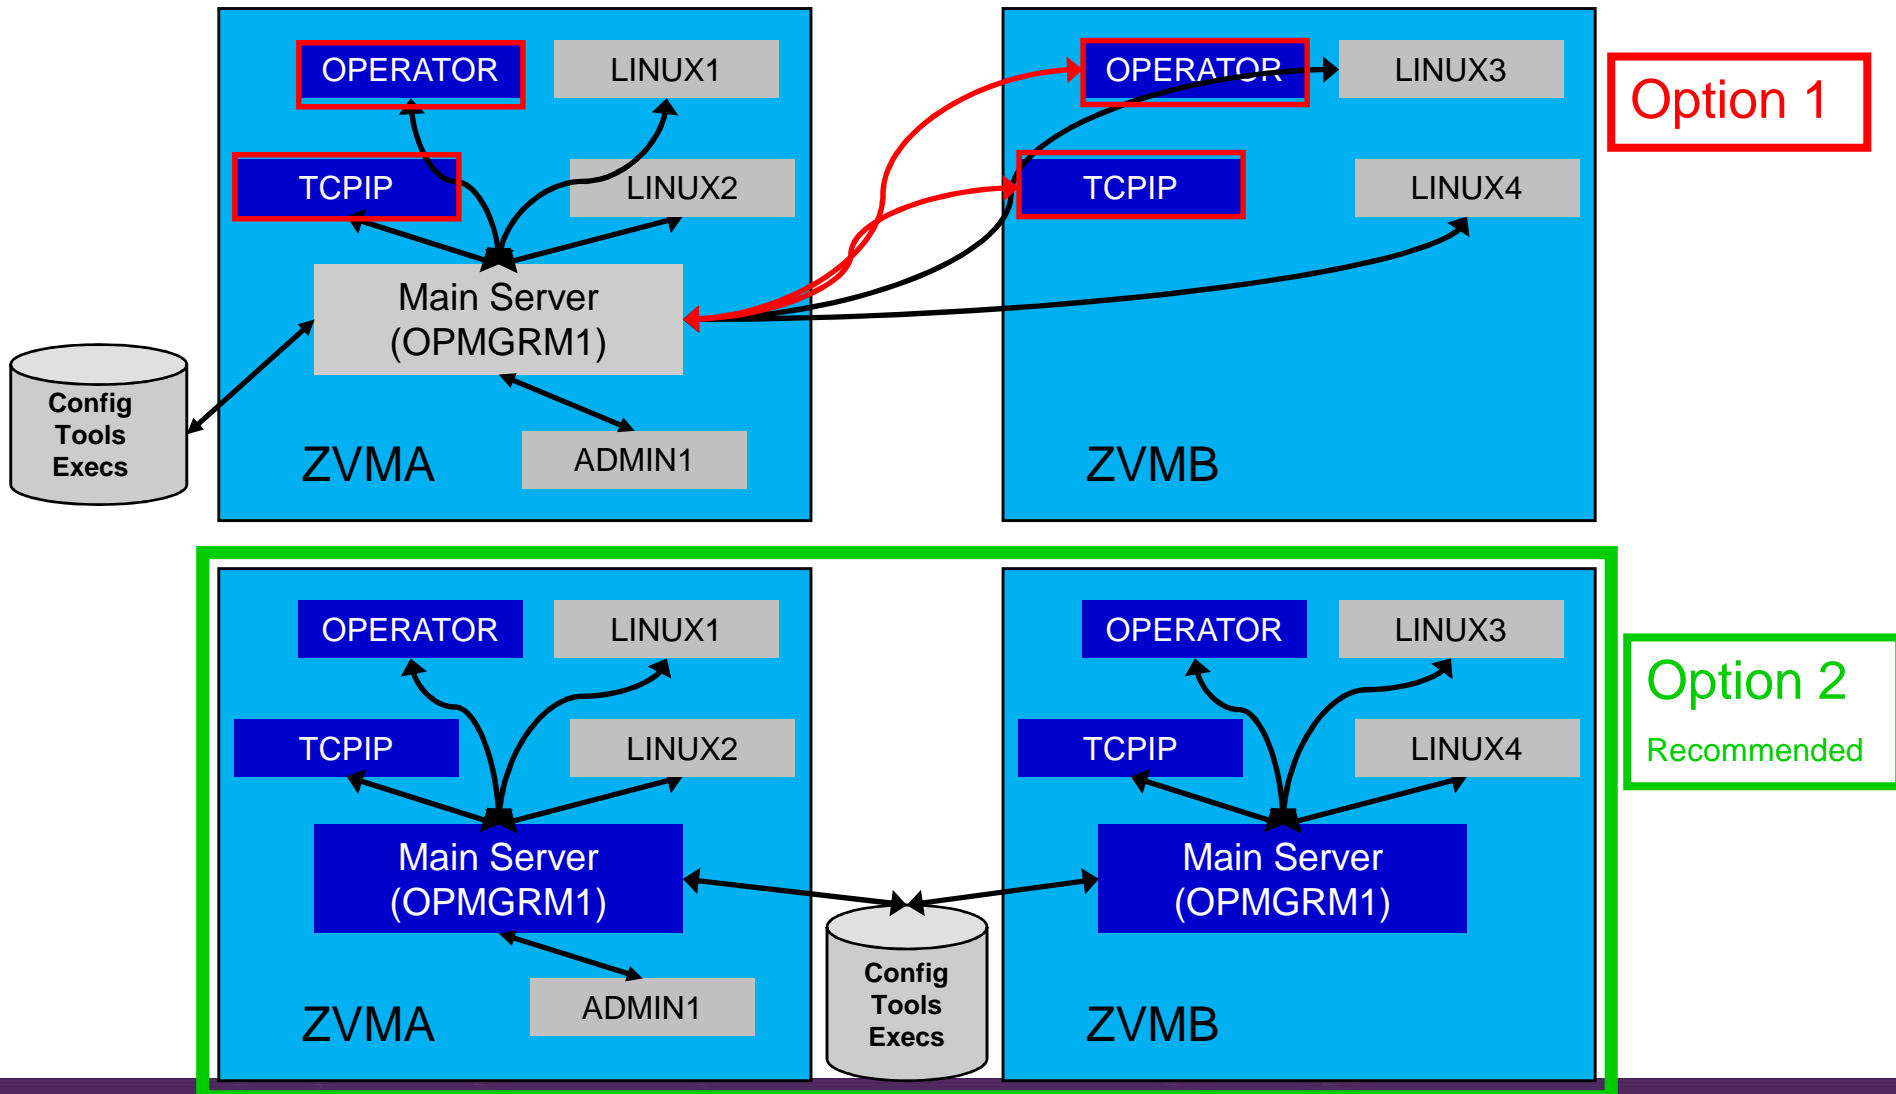 OPERATOR
LINUX1
TCPIP
LINUX2
Main Server
(OPMGRM1)
ADMIN1
ZVMA
Config
Tools
Execs
OPERATOR
LINUX3
TCPIP
LINUX4
ZVMB
Option 1
OPERATOR
LINUX1
TCPIP
LINUX2
Main Server
(OPMGRM1)
ADMIN1
ZVMA
Config
Tools
Execs
OPERATOR
LINUX3
TCPIP
LINUX4
Main Server
(OPMGRM1)
ZVMB
Option 2
Recommended